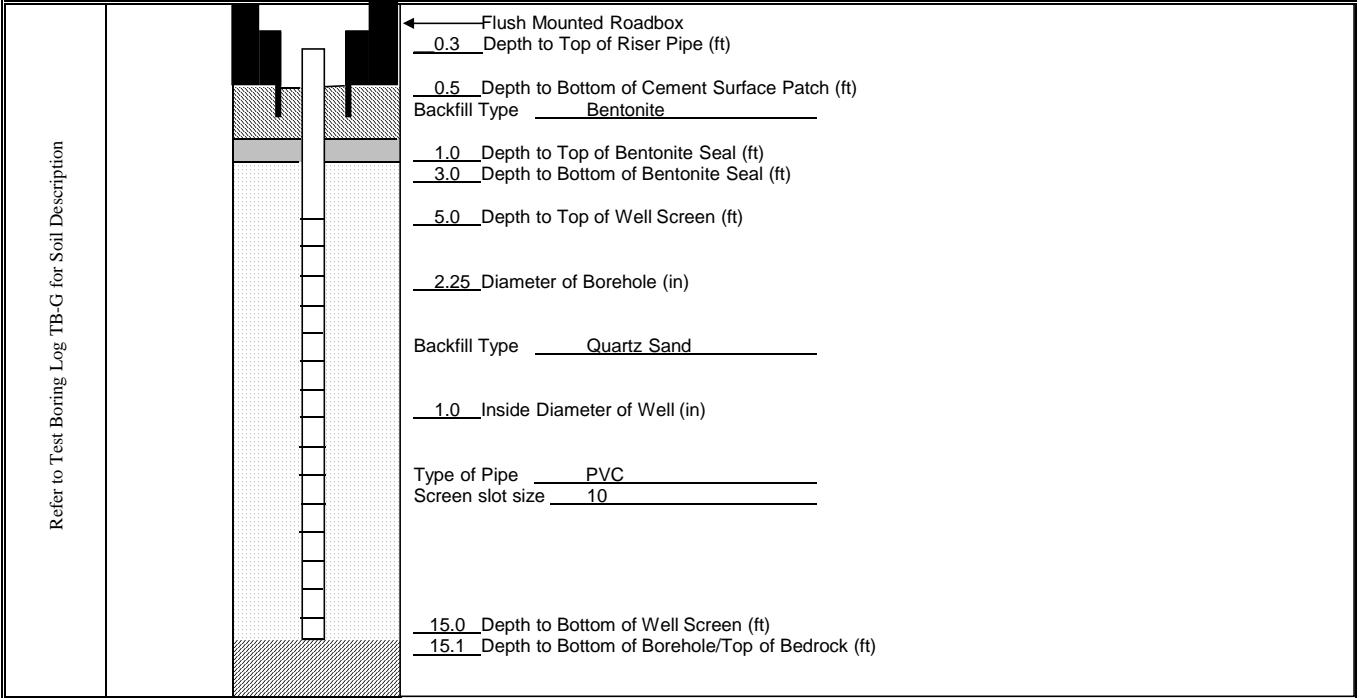 Refer to Test Boring Log TB-G for Soil Description
Flush Mounted Roadbox
0.3 Depth to Top of Riser Pipe (ft)
0.5 Depth to Bottom of Cement Surface Patch (ft)
Backfill Type Bentonite
1.0 Depth to Top of Bentonite Seal (ft)
3.0 Depth to Bottom of Bentonite Seal (ft)
5.0 Depth to Top of Well Screen (ft)
2.25 Diameter of Borehole (in)
Backfill Type Quartz Sand
1.0 Inside Diameter of Well (in)
Type of Pipe PVC
Screen slot size 10
15.0 Depth to Bottom of Well Screen (ft)
15.1 Depth to Bottom of Borehole/Top of Bedrock (ft)